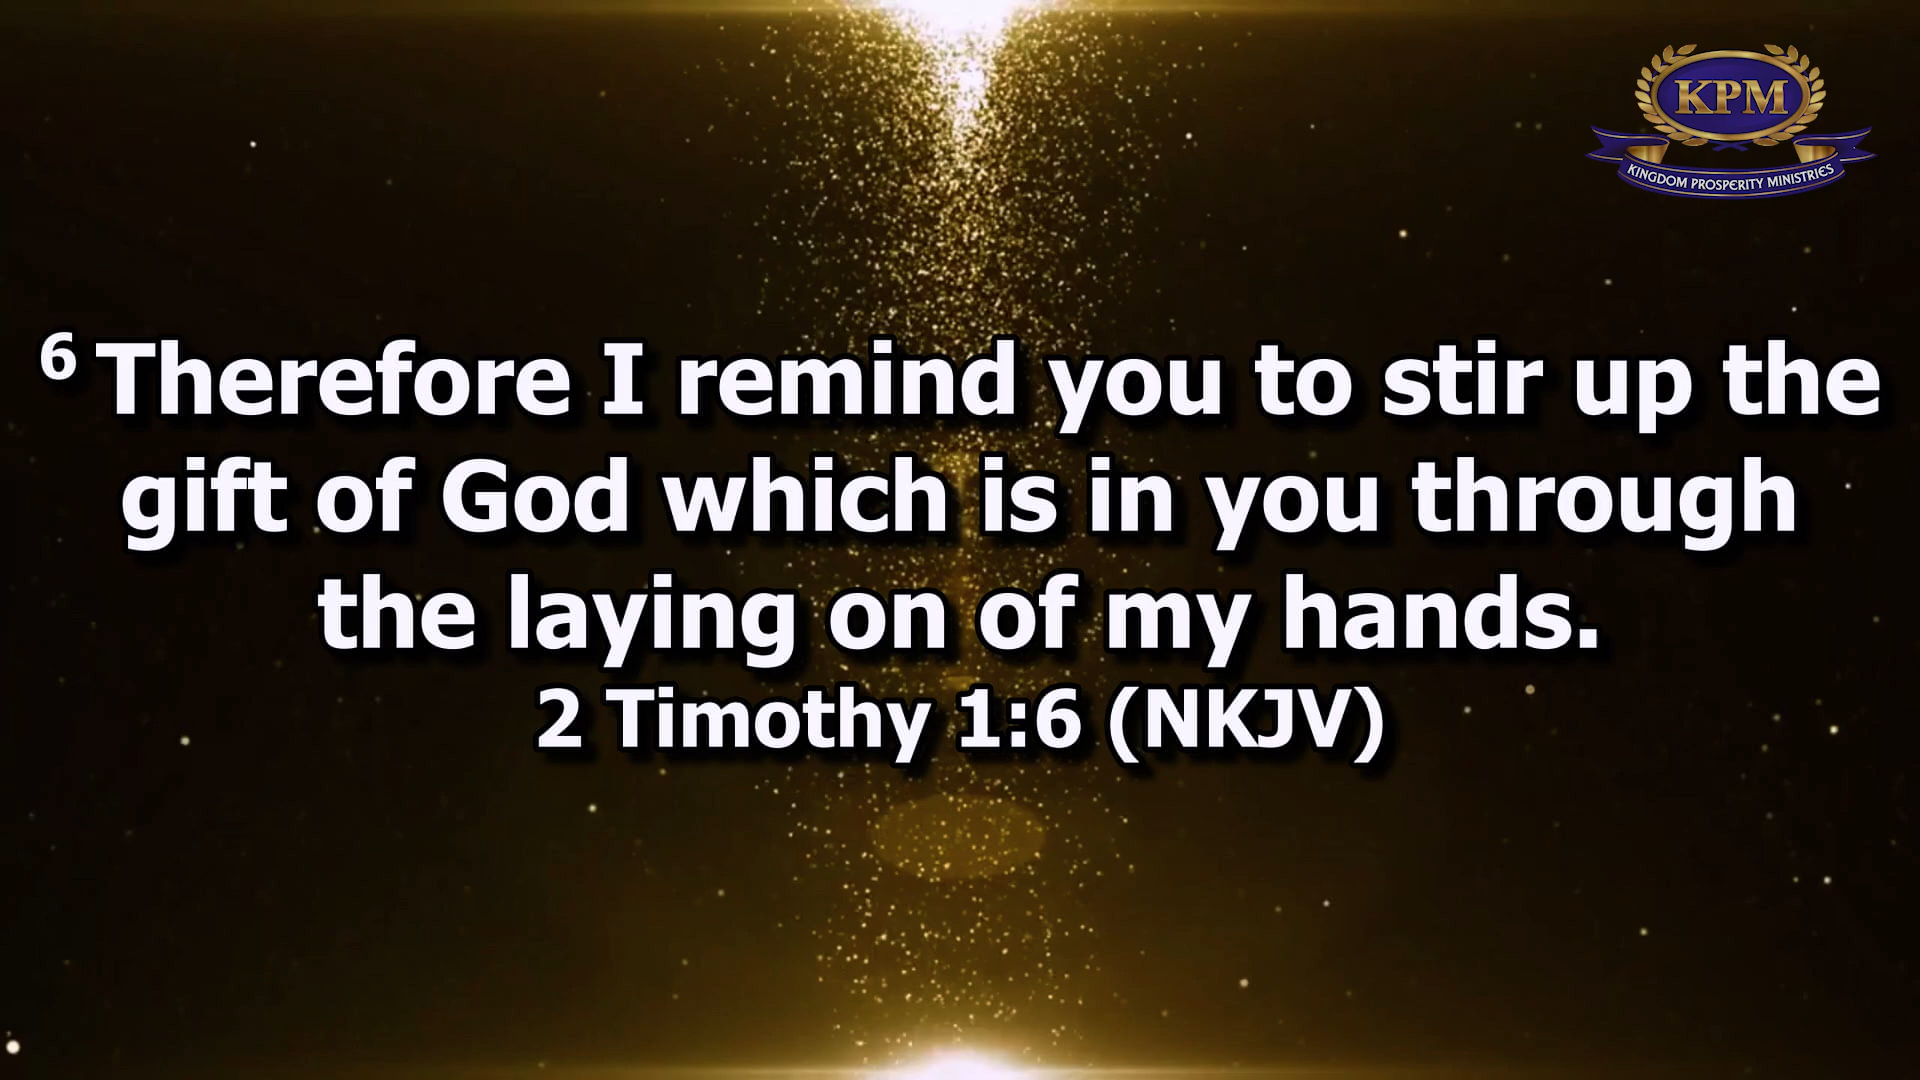 KPM
KINGDOM PROSPERITY MINISTRIES
6 Therefore I remind you to stir up the
gift of God which is in you through
the laying on of my hands.
2 Timothy 1:6 (NKJV)